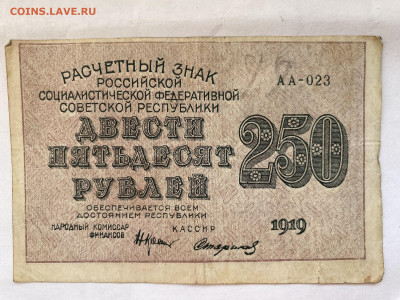 COINS.LAVE.RU
РАСЧЕТНЫЙ ЗНАК
РОССИЙСКОЙ
СОЦИАЛИСТИЧЕСКОЙ ФЕДЕРАТИВНОЙ
СОВЕТСКОЙ РЕСПУБЛИКИ
АА-023
ДВЕСТИ
ПЯТЬДЕСЯТ
РУБЛЕЙ
250
ОБЕСПЕЧИВАЕТСЯ ВСЕМ
ДОСТОЯНИЕМ РЕСПУБЛИКИ
1919
НАРОДНЫЙ КОМИССАР
ФИНАНСОВ
КАССИР